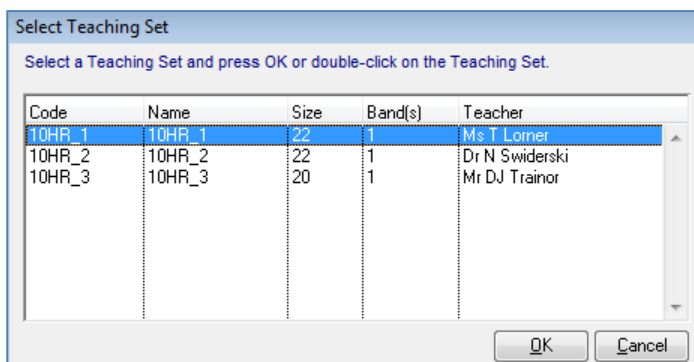 Select Teaching Set
Select a Teaching Set and press OK or double-click on the Teaching Set.
Code Name Size Band(s) Teacher
10HR_1 10HR_1 22 1 Ms T Lorner
10HR_2 10HR_2 22 1 Dr N Swiderski
10HR_3 10HR_3 20 1 Mr DJ Trainor
OK Cancel